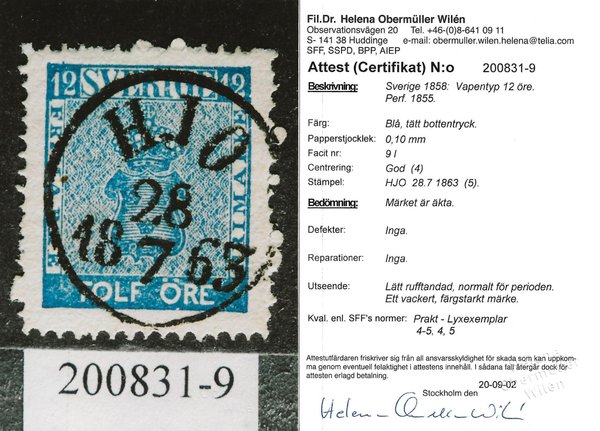 12 SVERIGE 12
FRIMÄRKE
FRIMÄRKE
HJO
28
18 7 63
TOLF ÖRE
200831-9
Fil.Dr. Helena Obermüller Wilén
Observationsvägen 20 Tel. +46-(0)8-641 09 11
S- 141 38 Huddinge e-mail: obermuller.wilen.helena@telia.com
SFF, SSPD, BPP, AIEP
Attest (Certifikat) N:o 200831-9
Beskrivning: Sverige 1858: Vapentyp 12 öre.
Perf. 1855.
Färg: Blå, tätt bottentryck.
Papperstjocklek: 0,10 mm
Facit nr: 9 l
Centrering: God (4)
Stämpel: HJO 28.7 1863 (5).
Bedömning: Märket är äkta.
Defekter: Inga.
Reparationer: Inga.
Utseende: Lätt rufftandad, normalt för perioden.
Ett vackert, färgstarkt märke.
Kval. enl. SFF's normer: Prakt - Lyxexemplar
4-5, 4, 5
Attestutfärdaren friskriver sig från all ansvarsskyldighet för skada som kan uppkom-
ma genom eventuell felaktighet i attestens innehåll. I sådana fall återgår dock för
attesten erlagd betalning.
Stockholm den 20-09-02
Wilén